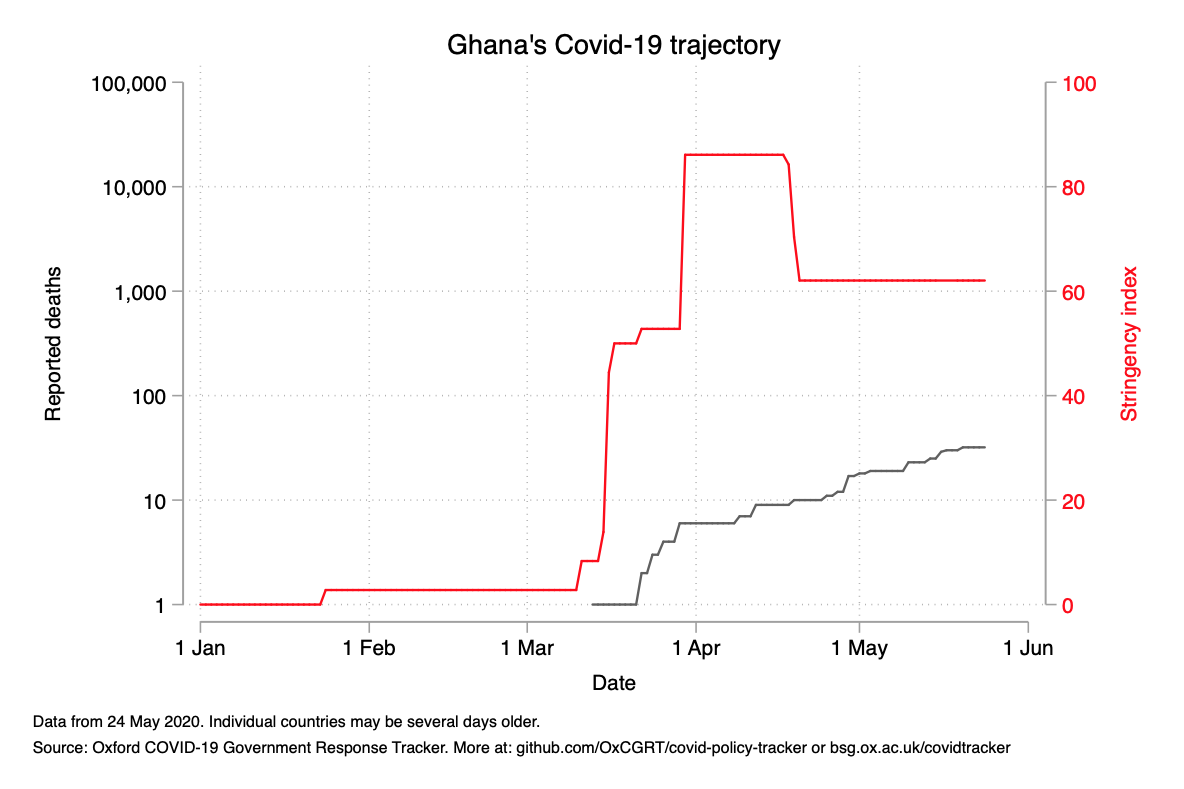 Ghana's Covid-19 trajectory
100,000
10,000
1,000
100
10
1
Reported deaths
100
80
60
40
20
0
Stringency index
1 Jan
1 Feb
1 Mar
1 Apr
1 May
1 Jun
Date
Data from 24 May 2020. Individual countries may be several days older.
Source: Oxford COVID-19 Government Response Tracker. More at: github.com/OxCGRT/covid-policy-tracker or bsg.ox.ac.uk/covidtracker